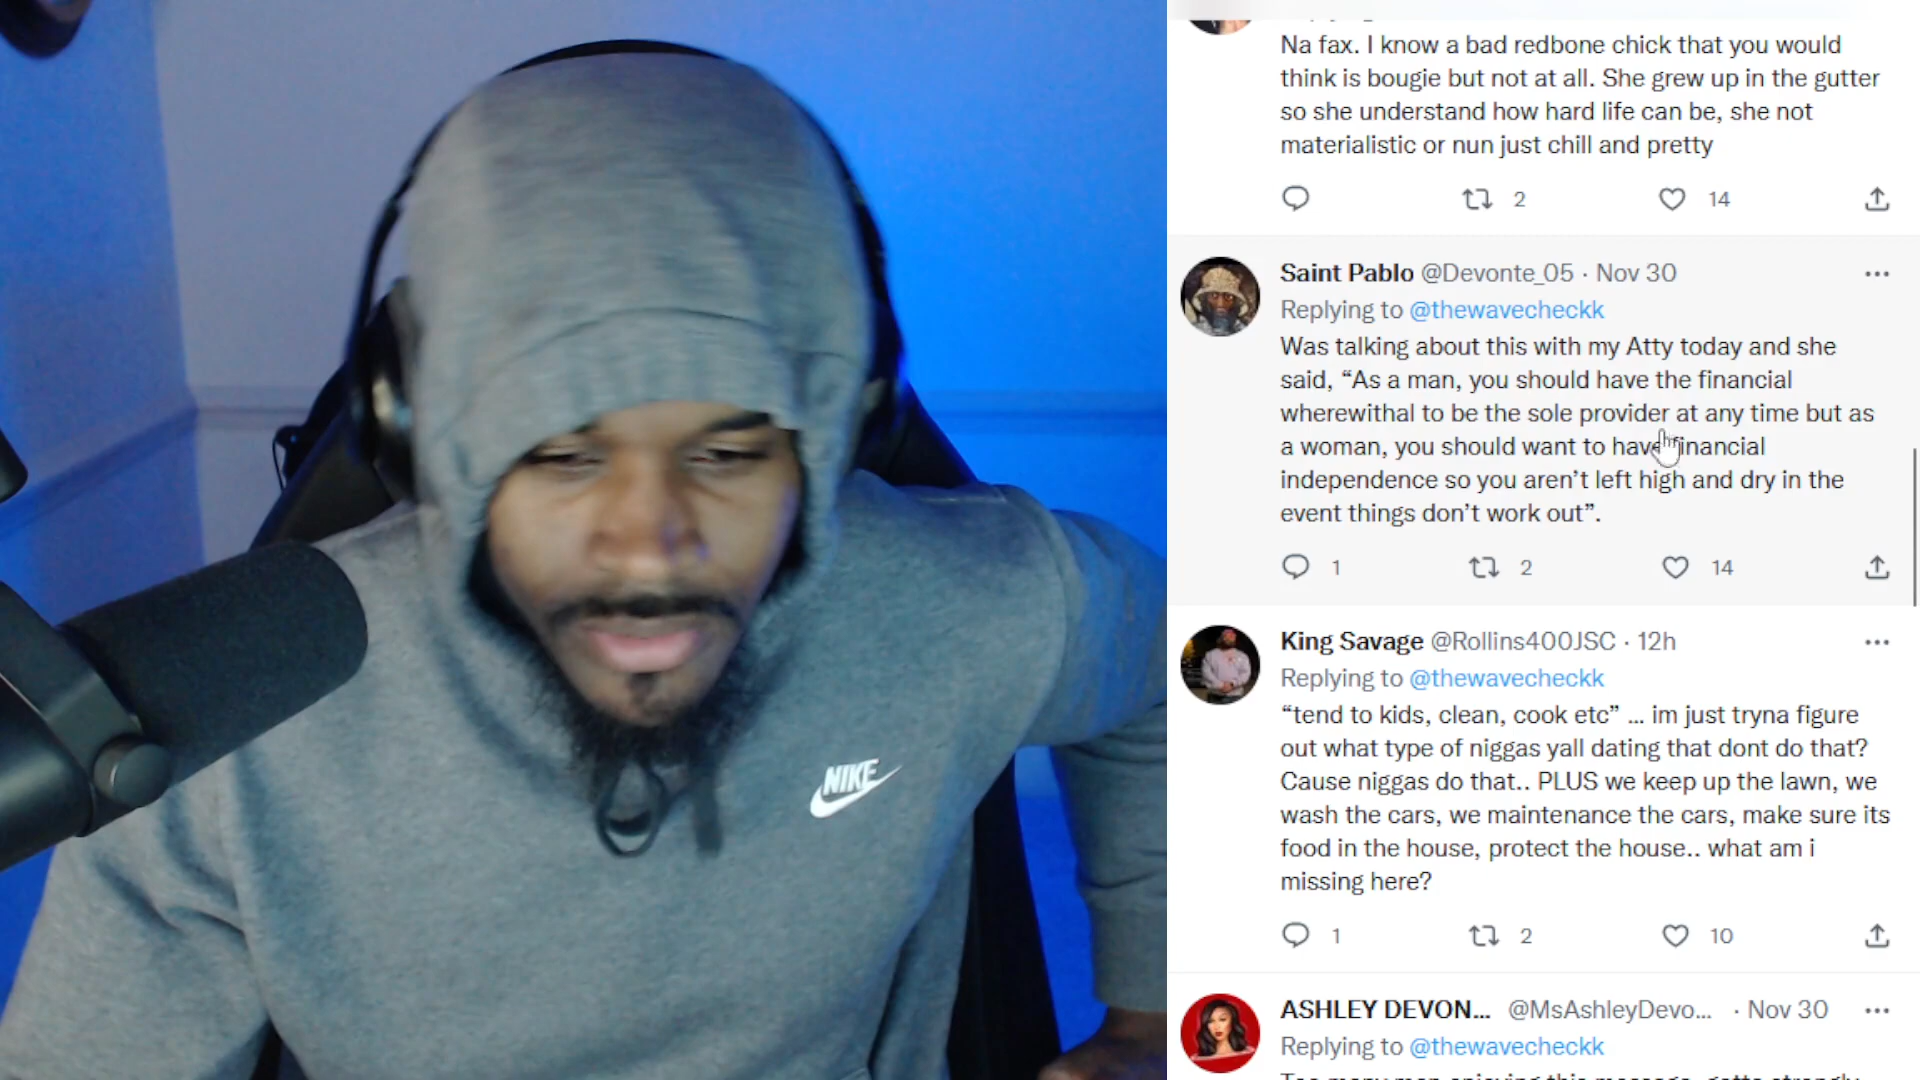 Na fax. I know a bad redbone chick that you would
think is bougie but not at all. She grew up in the gutter
so she understand how hard life can be, she not
materialistic or nun just chill and pretty
2 14
Saint Pablo @Devonte_05 · Nov 30
Replying to @thewavecheckk
Was talking about this with my Atty today and she
said, “As a man, you should have the financial
wherewithal to be the sole provider at any time but as
a woman, you should want to have financial
independence so you aren’t left high and dry in the
event things don’t work out”.
1 2 14
King Savage @Rollins400JSC · 12h
Replying to @thewavecheckk
“tend to kids, clean, cook etc” ... im just tryna figure
out what type of niggas yall dating that dont do that?
Cause niggas do that.. PLUS we keep up the lawn, we
wash the cars, we maintenance the cars, make sure its
food in the house, protect the house.. what am i
missing here?
1 2 10
ASHLEY DEVON... @MsAshleyDevo... · Nov 30
Replying to @thewavecheckk
NIKE